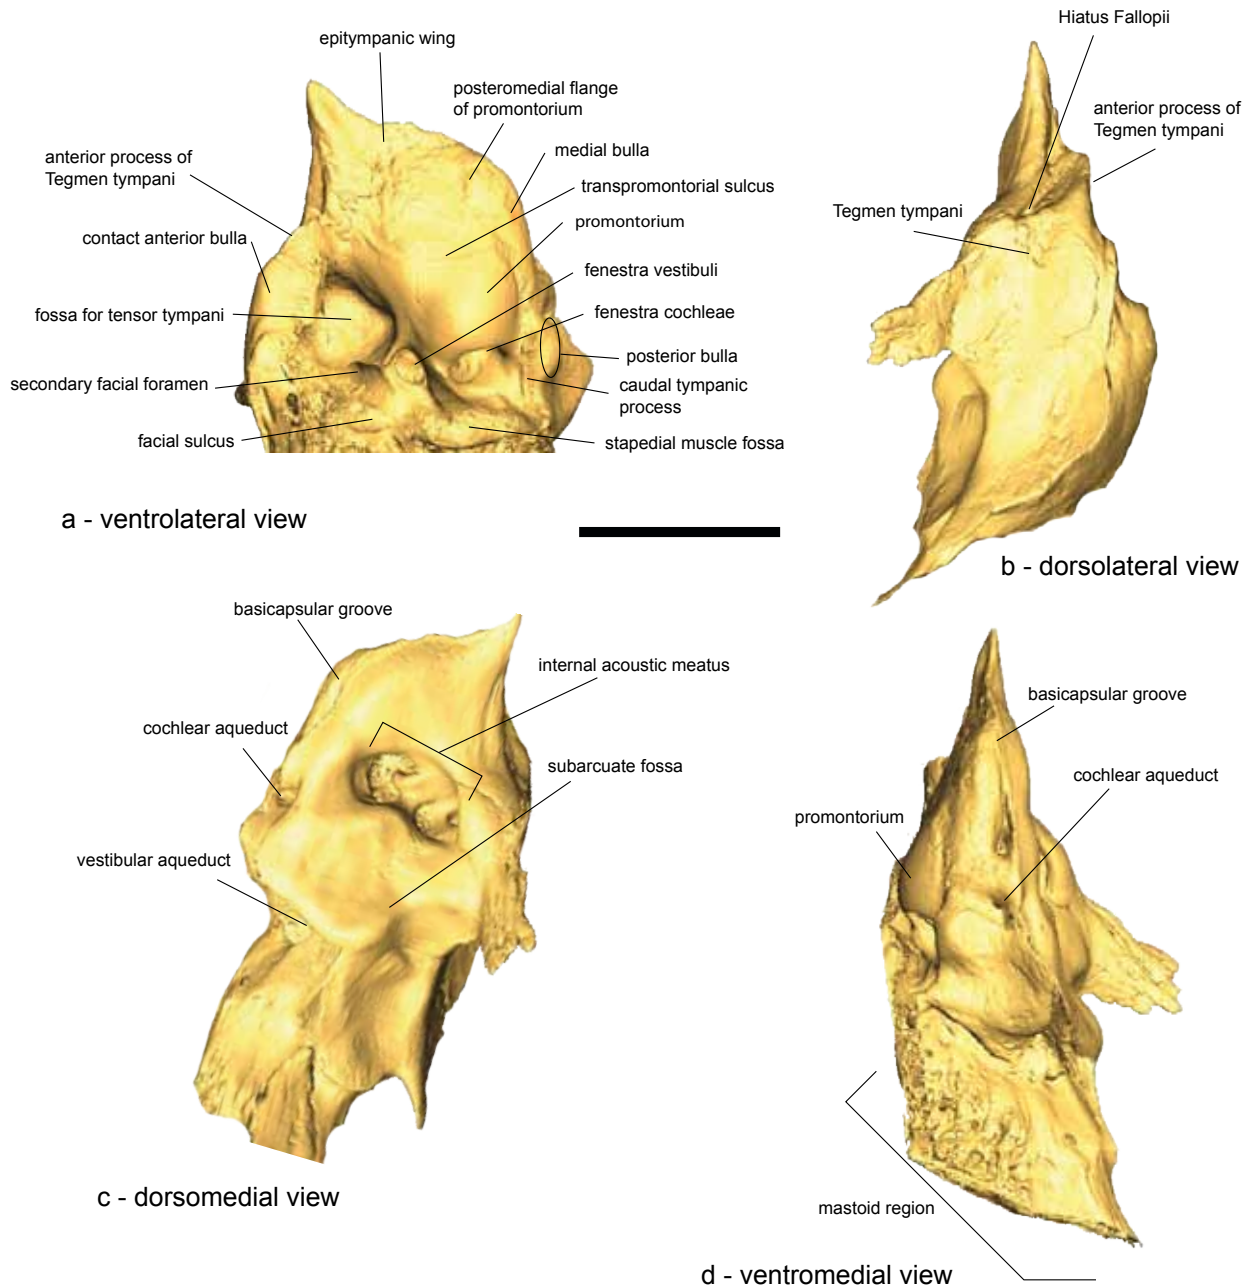 epitympanic wing
posteromedial flange
of promontorium
anterior process of
Tegmen tympani
medial bulla
transpromontorial sulcus
contact anterior bulla
promontorium
fenestra vestibuli
fossa for tensor tympani
fenestra cochleae
posterior bulla
secondary facial foramen
caudal tympanic
process
facial sulcus
stapedial muscle fossa
a - ventrolateral view
Hiatus Fallopii
anterior process of
Tegmen tympani
Tegmen tympani
b - dorsolateral view
basicapsular groove
internal acoustic meatus
cochlear aqueduct
subarcuate fossa
vestibular aqueduct
c - dorsomedial view
basicapsular groove
cochlear aqueduct
promontorium
mastoid region
d - ventromedial view